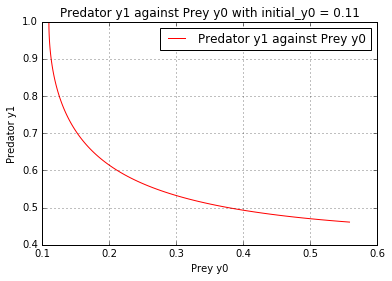 Predator y1 against Prey y0 with initial_y0 = 0.11
Predator y1 against Prey y0
1.0
0.9
0.8
0.7
0.6
0.5
0.4
Predator y1
0.1 0.2 0.3 0.4 0.5 0.6
Prey y0